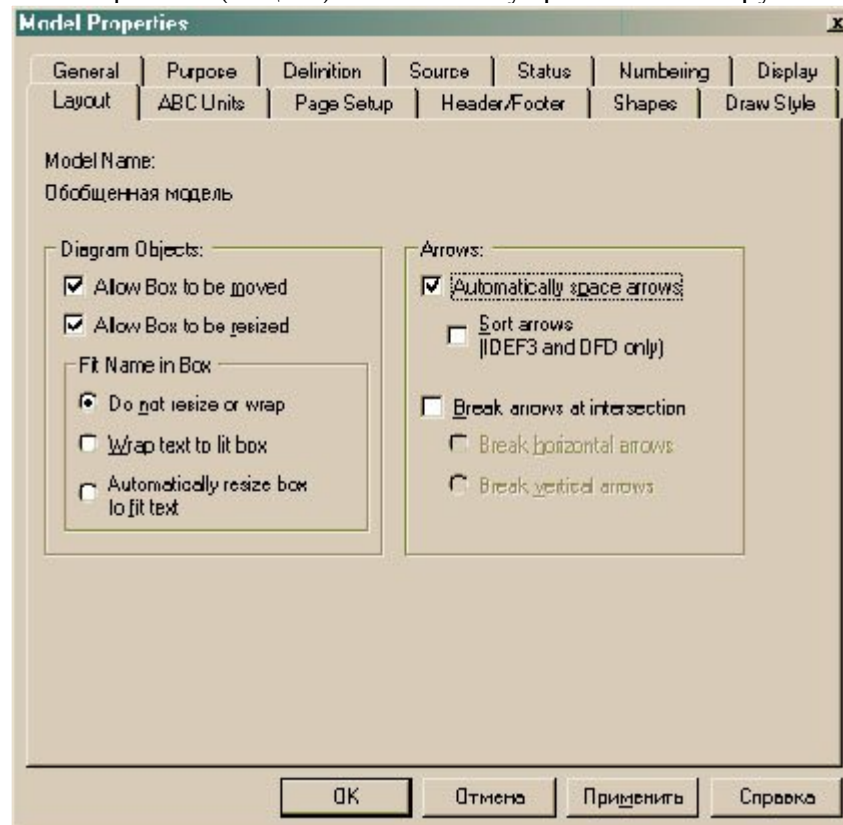 Model Properties
General Purpose Definition Source Status Numbering Display
Layout ABC Units Page Setup Header/Footer Shapes Draw Style
Model Name:
Обобщенная модель
Diagram Objects:
Allow Box to be moved
Allow Box to be resized
Fit Name in Box
Do not resize or wrap
Wrap text to fit box
Automatically resize box
to fit text
Arrows:
Automatically space arrows
Sort arrows
(IDEF3 and DFD only)
Break arrows at intersection
Break horizontal arrows
Break vertical arrows
OK Отмена Применить Справка